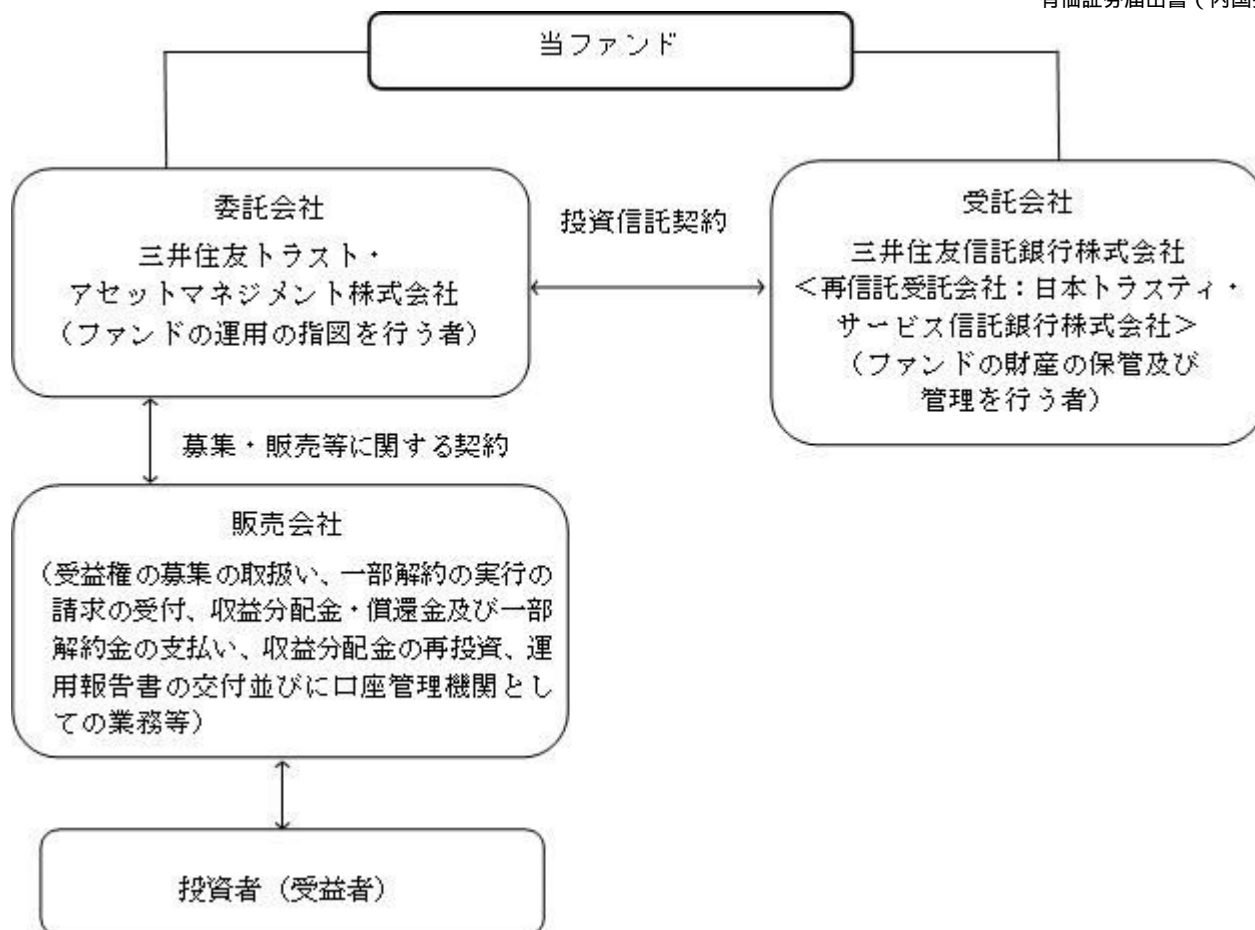 有価証券届出書（内国
当ファンド
委託会社
三井住友トラスト・
アセットマネジメント株式会社
（ファンドの運用の指図を行う者）
投資信託契約
受託会社
三井住友信託銀行株式会社
＜再信託受託会社：日本トラスティ・
サービス信託銀行株式会社＞
（ファンドの財産の保管及び
管理を行う者）
募集・販売等に関する契約
販売会社
（受益権の募集の取扱い、一部解約の実行の
請求の受付、収益分配金・償還金及び一部
解約金の支払い、収益分配金の再投資、運
用報告書の交付並びに口座管理機関とし
ての業務等）
投資者（受益者）